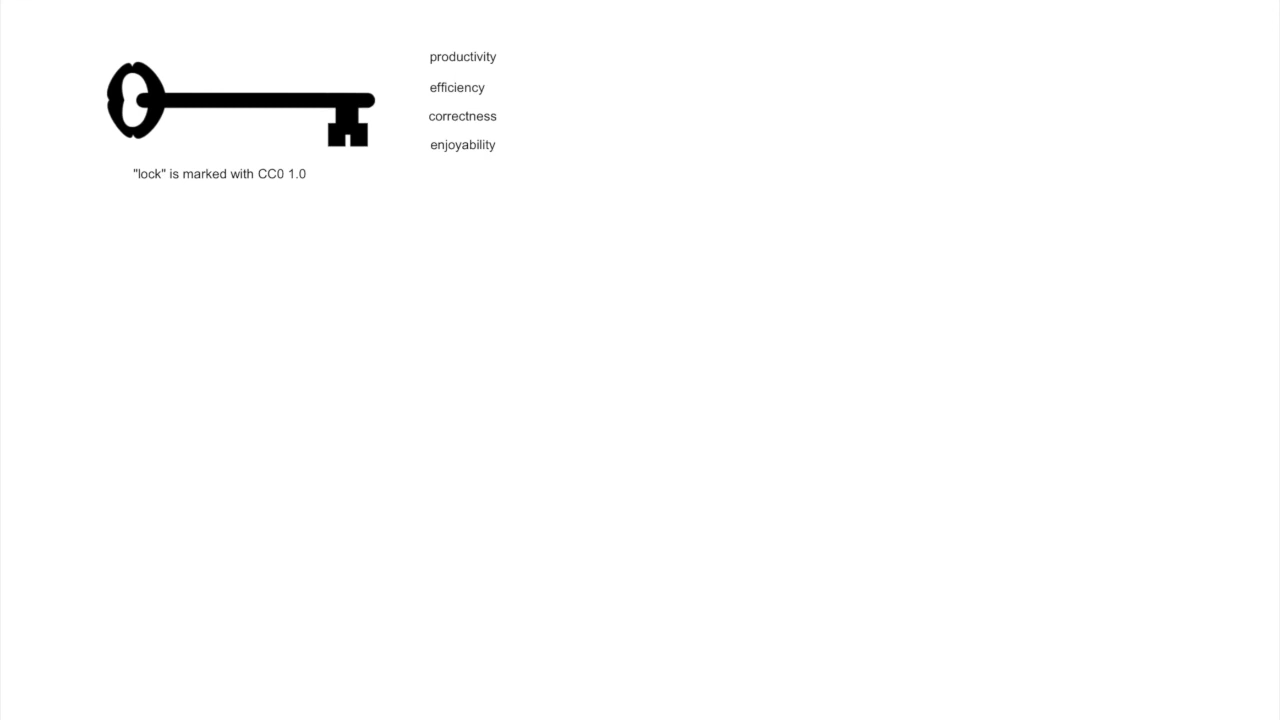 productivity
efficiency
correctness
enjoyability
"lock" is marked with CC0 1.0